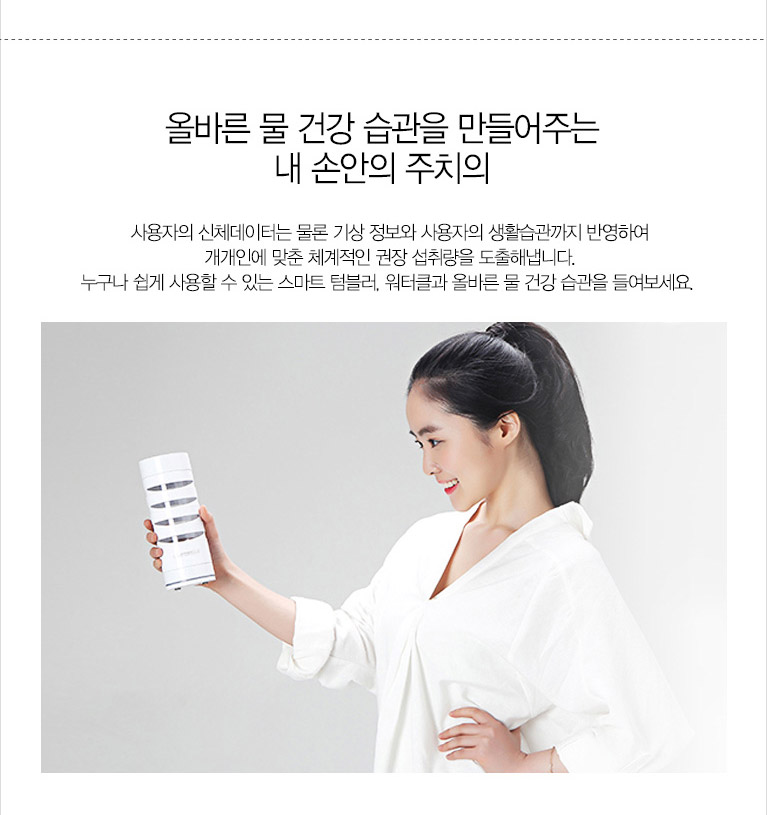 올바른 물 건강 습관을 만들어주는
내 손안의 주치의
사용자의 신체데이터는 물론 기상 정보와 사용자의 생활습관까지 반영하여
개개인에 맞춘 체계적인 권장 섭취량을 도출해냅니다.
누구나 쉽게 사용할 수 있는 스마트 텀블러, 워터클과 올바른 물 건강 습관을 들여보세요.